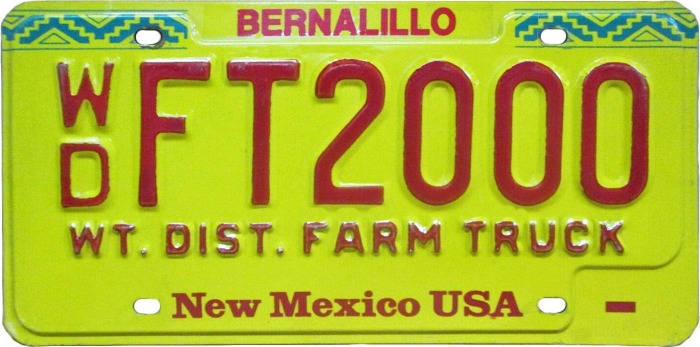 BERNALILLO
WD FT2000
WT. DIST. FARM TRUCK
New Mexico USA -